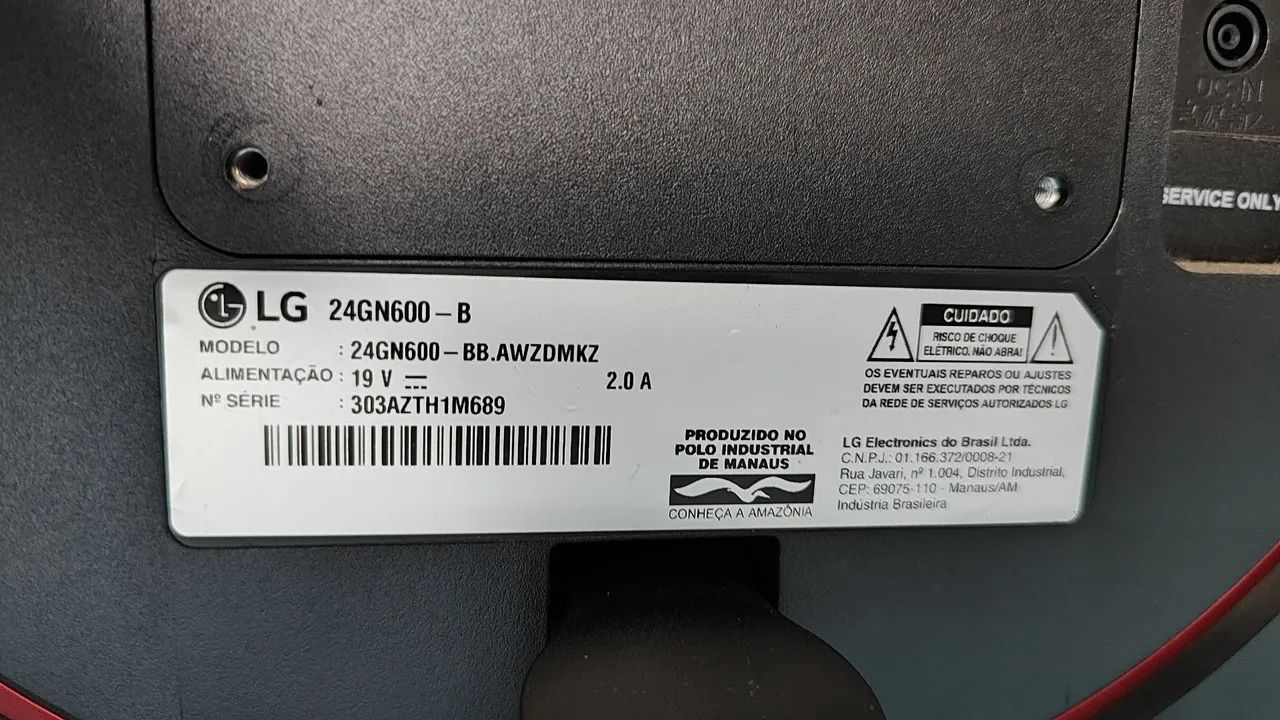 DC-IN
SERVICE ONLY
LG 24GN600-B
MODELO : 24GN600-BB.AWZDMKZ
ALIMENTAÇÃO : 19 V ⎓ 2.0 A
Nº SÉRIE : 303AZTH1M689
CUIDADO
RISCO DE CHOQUE
ELÉTRICO. NÃO ABRA!
OS EVENTUAIS REPAROS OU AJUSTES
DEVEM SER EXECUTADOS POR TÉCNICOS
DA REDE DE SERVIÇOS AUTORIZADOS LG
PRODUZIDO NO
POLO INDUSTRIAL
DE MANAUS
CONHEÇA A AMAZÔNIA
LG Electronics do Brasil Ltda.
C.N.P.J.: 01.166.372/0008-21
Rua Javari, nº 1.004, Distrito Industrial,
CEP: 69075-110 - Manaus/AM
Indústria Brasileira